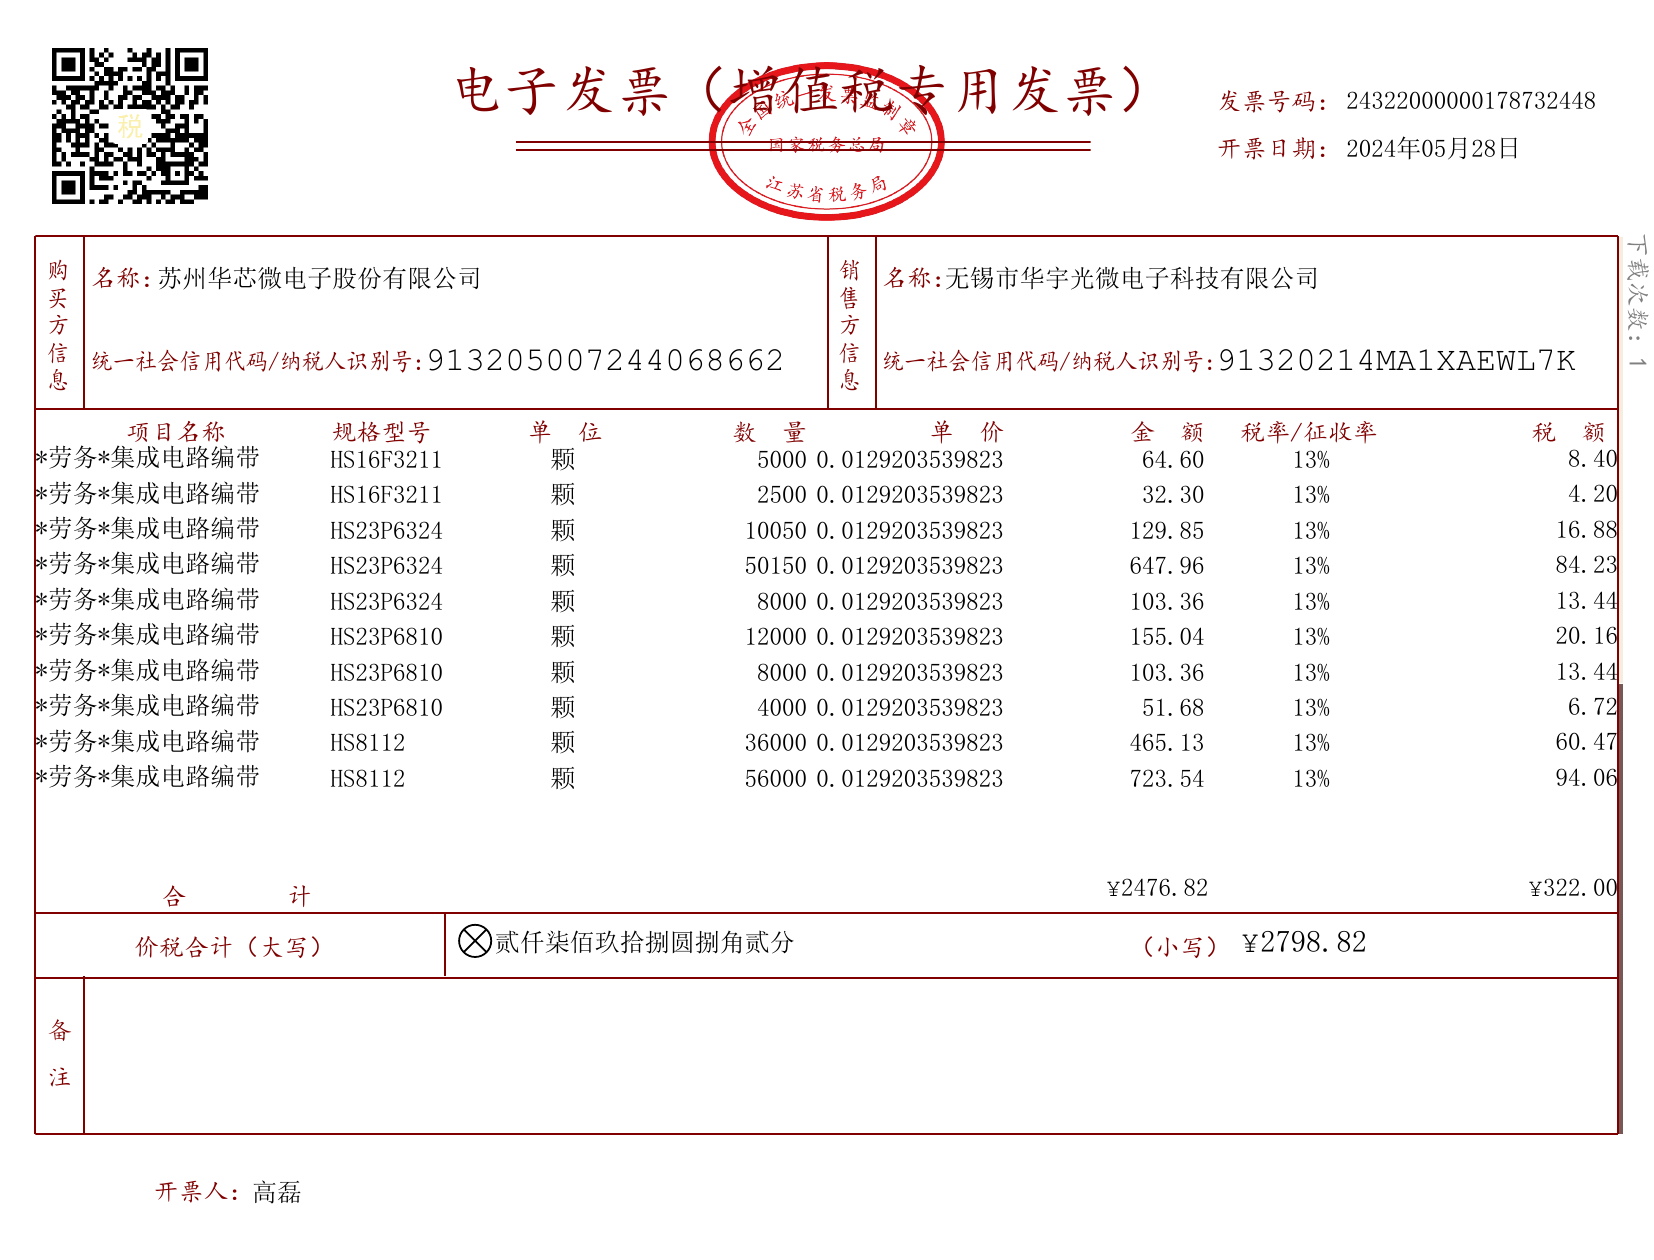 电子发票（增值税专用发票）
全国统一发票监制章
国家税务总局
江苏省税务局
税
发票号码：24322000000178732448
开票日期：2024年05月28日
下载次数：1
购买方信息
名称：苏州华芯微电子股份有限公司
统一社会信用代码/纳税人识别号：913205007244068662
销售方信息
名称：无锡市华宇光微电子科技有限公司
统一社会信用代码/纳税人识别号：91320214MA1XAEWL7K
项目名称 规格型号 单 位 数 量 单 价 金 额 税率/征收率 税 额
*劳务*集成电路编带 HS16F3211 颗 5000 0.0129203539823 64.60 13% 8.40
*劳务*集成电路编带 HS16F3211 颗 2500 0.0129203539823 32.30 13% 4.20
*劳务*集成电路编带 HS23P6324 颗 10050 0.0129203539823 129.85 13% 16.88
*劳务*集成电路编带 HS23P6324 颗 50150 0.0129203539823 647.96 13% 84.23
*劳务*集成电路编带 HS23P6324 颗 8000 0.0129203539823 103.36 13% 13.44
*劳务*集成电路编带 HS23P6810 颗 12000 0.0129203539823 155.04 13% 20.16
*劳务*集成电路编带 HS23P6810 颗 8000 0.0129203539823 103.36 13% 13.44
*劳务*集成电路编带 HS23P6810 颗 4000 0.0129203539823 51.68 13% 6.72
*劳务*集成电路编带 HS8112 颗 36000 0.0129203539823 465.13 13% 60.47
*劳务*集成电路编带 HS8112 颗 56000 0.0129203539823 723.54 13% 94.06
合 计 ¥2476.82 ¥322.00
价税合计（大写） 贰仟柒佰玖拾捌圆捌角贰分 （小写） ¥2798.82
备注
开票人：高磊